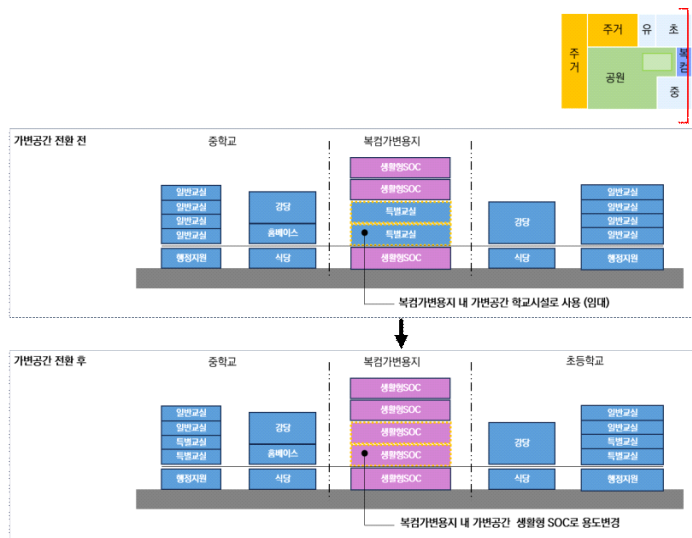 주거
유
초
주거
복컴
공원
중
가변공간 전환 전
중학교
복컴가변용지
생활형SOC
생활형SOC
특별교실
특별교실
생활형SOC
일반교실
일반교실
일반교실
일반교실
행정지원
강당
홈베이스
식당
강당
식당
일반교실
일반교실
일반교실
일반교실
행정지원
복컴가변용지 내 가변공간 학교시설로 사용 (임대)
가변공간 전환 후
중학교
복컴가변용지
초등학교
생활형SOC
생활형SOC
생활형SOC
생활형SOC
생활형SOC
일반교실
일반교실
특별교실
특별교실
행정지원
강당
홈베이스
식당
강당
식당
일반교실
일반교실
특별교실
특별교실
행정지원
복컴가변용지 내 가변공간 생활형 SOC로 용도변경